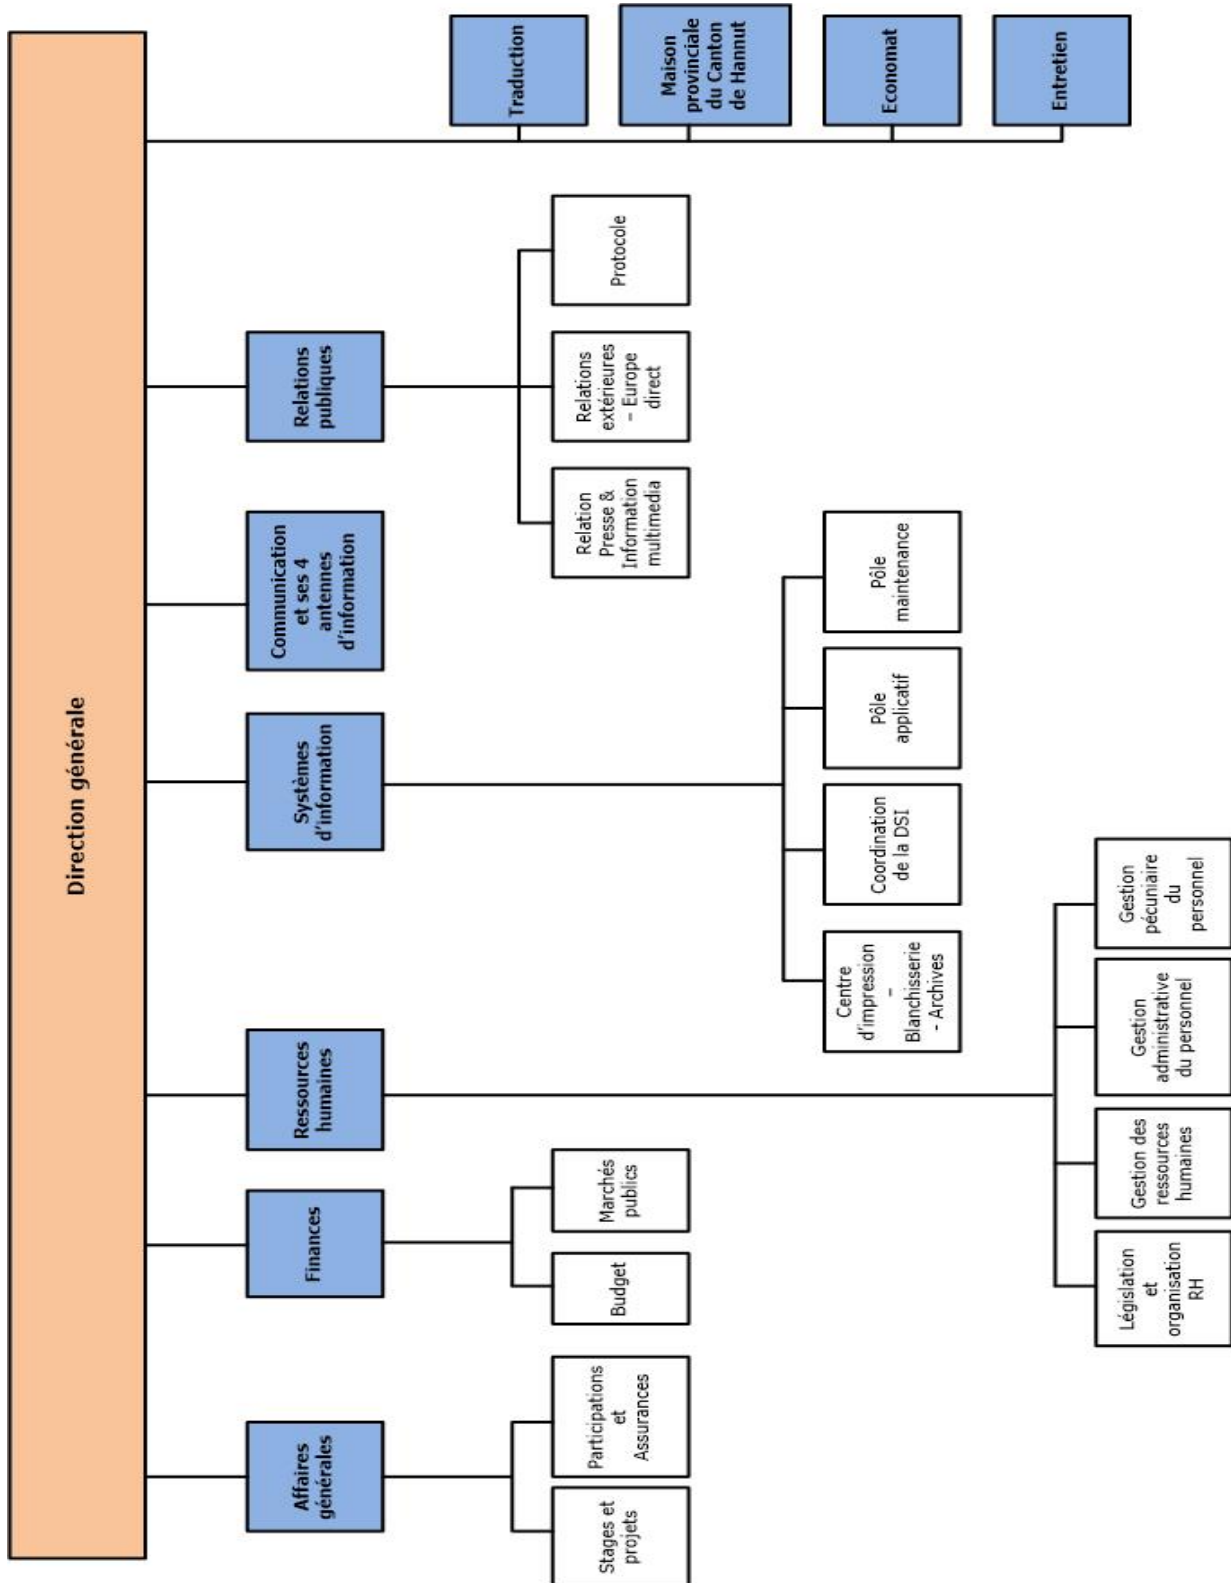 Direction générale
Affaires
générales
Finances
Ressources
humaines
Systèmes
d'information
Communication
et ses 4
antennes
d'information
Relations
publiques
Stages et
projets
Participations
et
Assurances
Budget
Marchés
publics
Législation
et
organisation
RH
Gestion des
ressources
humaines
Gestion
administrative
du personnel
Gestion
pécuniaire
du
personnel
Centre
d'impression
–
Blanchisserie
- Archives
Coordination
de la DSI
Pôle
applicatif
Pôle
maintenance
Relation
Presse &
Information
multimedia
Relations
extérieures
– Europe
direct
Protocole
Traduction
Maison
provinciale
du Canton
de Hannut
Economat
Entretien